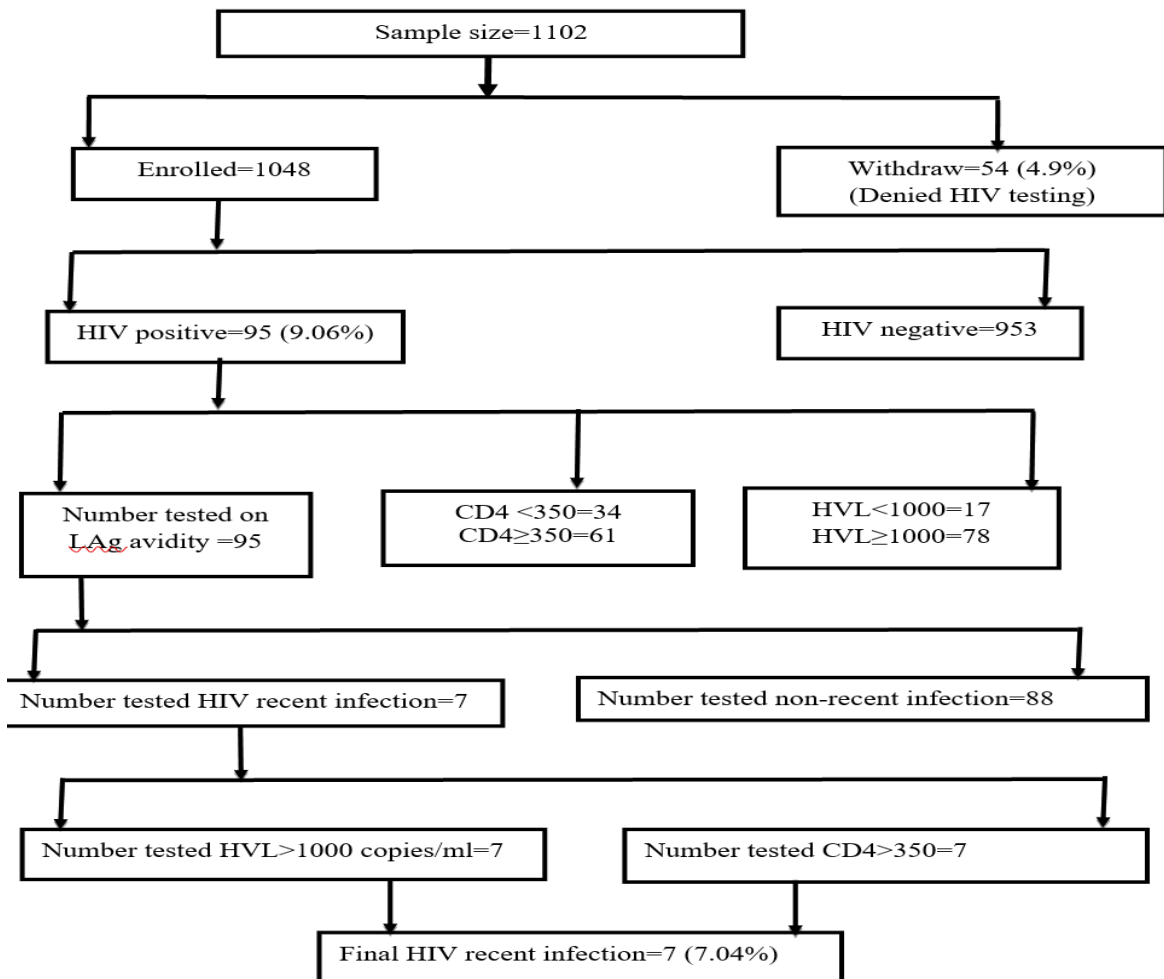 Sample size=1102
Enrolled=1048
Withdraw=54 (4.9%)
(Denied HIV testing)
HIV positive=95 (9.06%)
HIV negative=953
Number tested on
LAg avidity =95
CD4 <350=34
CD4≥350=61
HVL<1000=17
HVL≥1000=78
Number tested HIV recent infection=7
Number tested non-recent infection=88
Number tested HVL>1000 copies/ml=7
Number tested CD4>350=7
Final HIV recent infection=7 (7.04%)